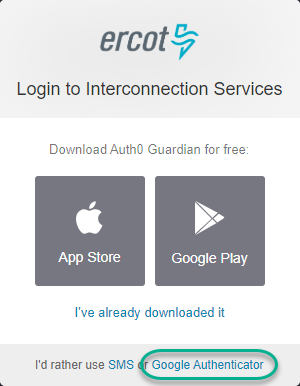 ercot
Login to Interconnection Services
Download Auth0 Guardian for free:
App Store
Google Play
I've already downloaded it
I'd rather use SMS or Google Authenticator